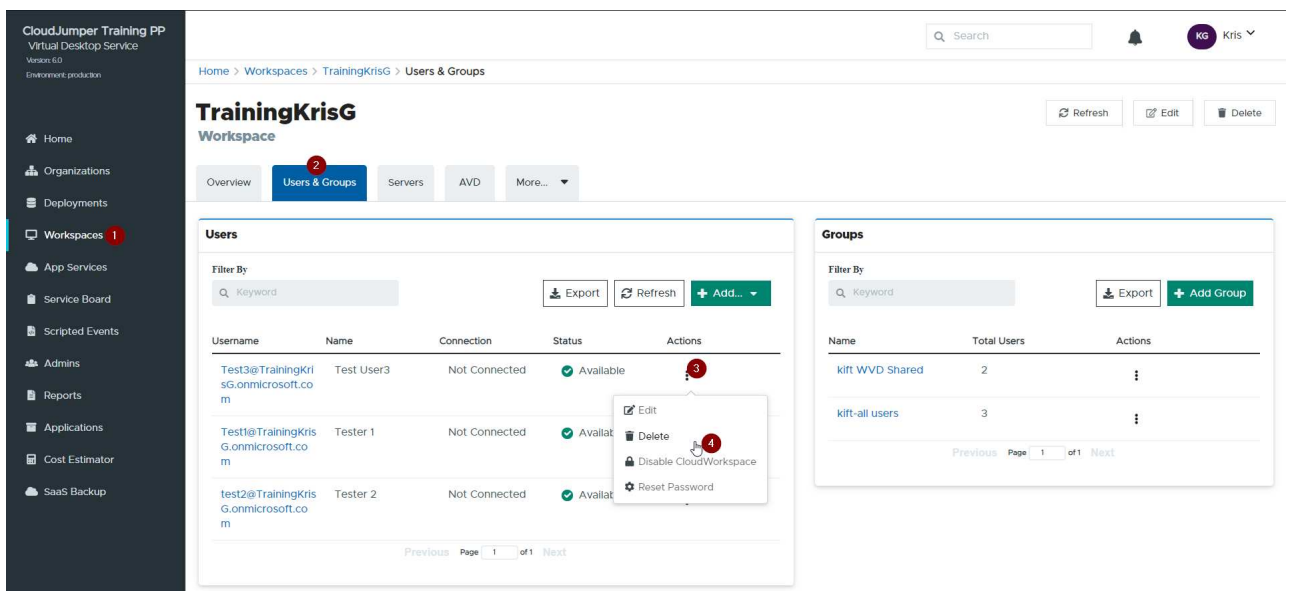 CloudJumper Training PP
Virtual Desktop Service
Version: 6.0
Environment: production
Search
KG Kris
Home > Workspaces > TrainingKrisG > Users & Groups
TrainingKrisG
Workspace
Refresh Edit Delete
Home
Organizations
Deployments
Workspaces 1
App Services
Service Board
Scripted Events
Admins
Reports
Applications
Cost Estimator
SaaS Backup
2
Overview Users & Groups Servers AVD More...
Users
Filter By
Keyword Export Refresh + Add...
Username Name Connection Status Actions
Test3@TrainingKri Test User3 Not Connected Available 3
sG.onmicrosoft.co
m
Test1@TrainingKris Tester 1 Not Connected Availab
G.onmicrosoft.co
m
test2@TrainingKris Tester 2 Not Connected Availab
G.onmicrosoft.co
m
Edit
Delete
4
Disable CloudWorkspace
Reset Password
Previous Page 1 of 1 Next
Groups
Filter By
Keyword Export + Add Group
Name Total Users Actions
kift WVD Shared 2
kift-all users 3
Previous Page 1 of 1 Next